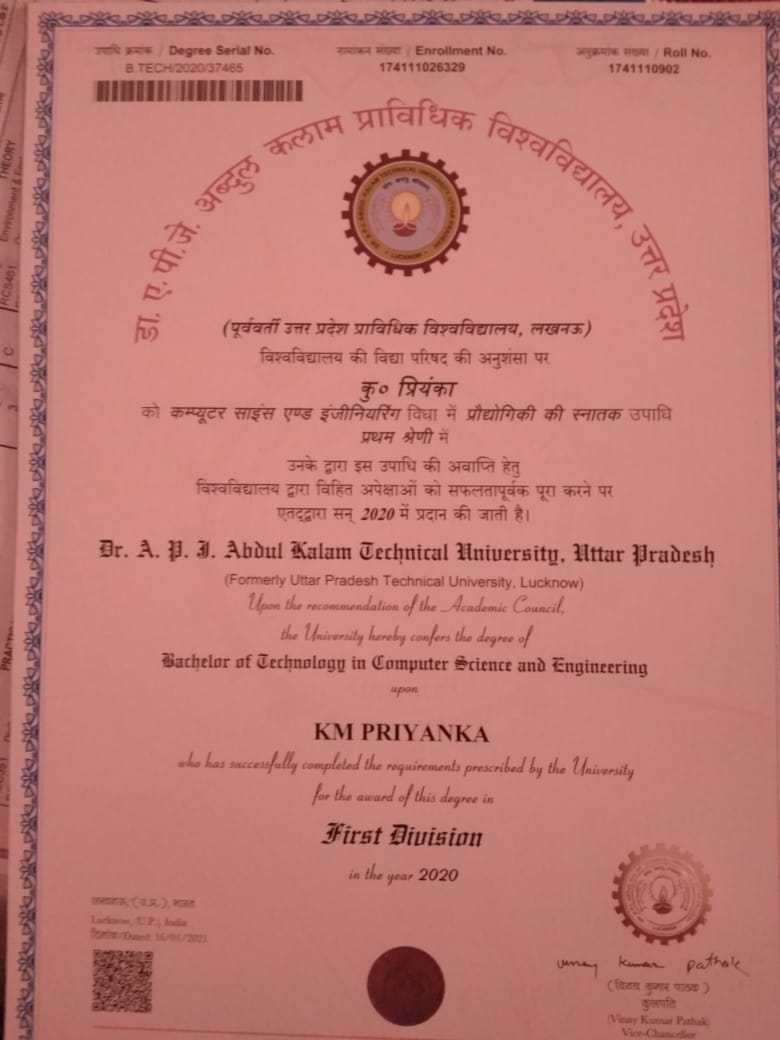 उपाधि क्रमांक / Degree Serial No.
B.TECH/2020/37465
नामांकन संख्या / Enrollment No.
174111026329
अनुक्रमांक संख्या / Roll No.
1741110902
डा. ए. पी.जे. अब्दुल कलाम प्राविधिक विश्वविद्यालय, उत्तर प्रदेश
(पूर्ववर्ती उत्तर प्रदेश प्राविधिक विश्वविद्यालय, लखनऊ)
विश्वविद्यालय की विद्या परिषद की अनुशंसा पर
कु० प्रियंका
को कम्प्यूटर साइंस एण्ड इंजीनियरिंग विधा में प्रौद्योगिकी की स्नातक उपाधि
प्रथम श्रेणी में
उनके द्वारा इस उपाधि की अवाप्ति हेतु
विश्वविद्यालय द्वारा विहित अपेक्षाओं को सफलतापूर्वक पूरा करने पर
एतद्द्वारा सन् 2020 में प्रदान की जाती है।
Dr. A. P. J. Abdul Kalam Technical University, Uttar Pradesh
(Formerly Uttar Pradesh Technical University, Lucknow)
Upon the recommendation of the Academic Council,
the University hereby confers the degree of
Bachelor of Technology in Computer Science and Engineering
upon
KM PRIYANKA
who has successfully completed the requirements prescribed by the University
for the award of this degree in
First Division
in the year 2020
लखनऊ, (उ.प्र.), भारत
Lucknow, (U.P.), India
दिनांक/Dated: 16/01/2021
vinay kumar pathak
(विनय कुमार पाठक)
कुलपति
(Vinay Kumar Pathak)
Vice-Chancellor
THEORY
RCS401
C
3